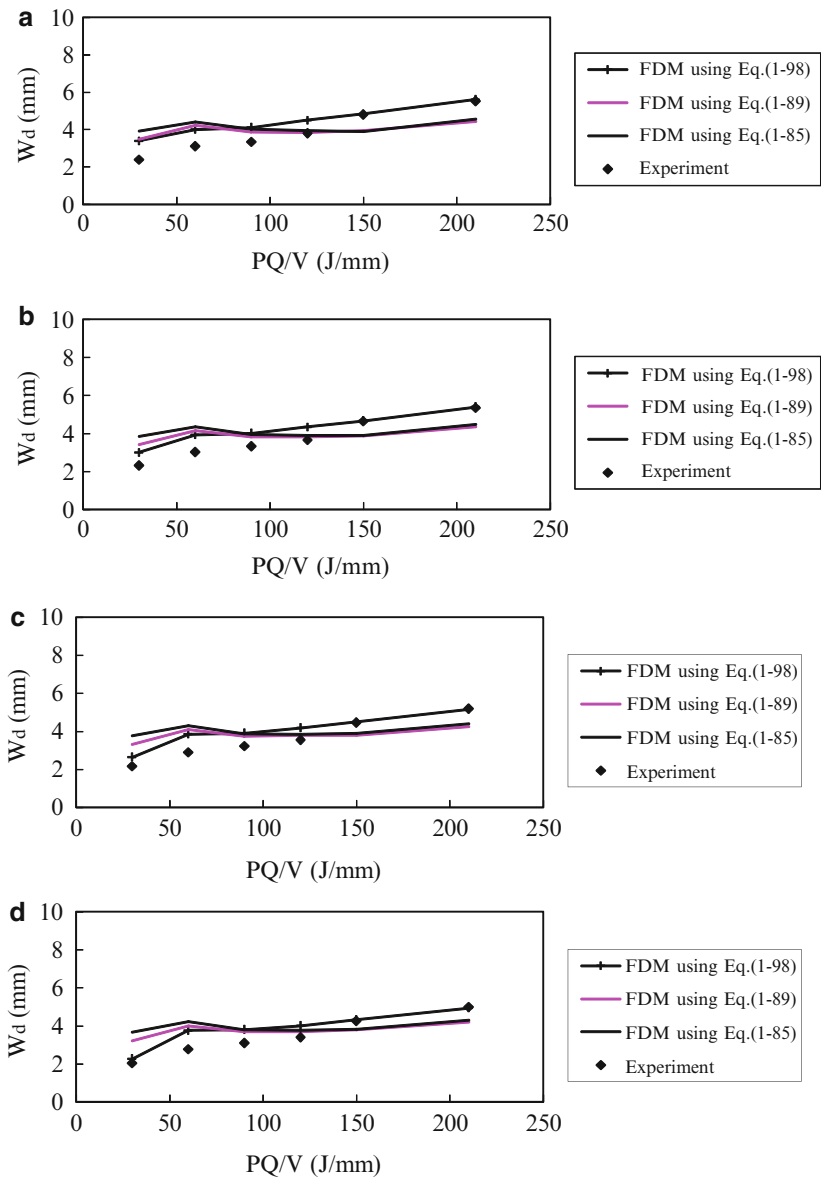 a
10
8
6
4
2
0
W_d (mm)
0 50 100 150 200 250
PQ/V (J/mm)
FDM using Eq.(1-98)
FDM using Eq.(1-89)
FDM using Eq.(1-85)
Experiment
b
10
8
6
4
2
0
W_d (mm)
0 50 100 150 200 250
PQ/V (J/mm)
FDM using Eq.(1-98)
FDM using Eq.(1-89)
FDM using Eq.(1-85)
Experiment
c
10
8
6
4
2
0
W_d (mm)
0 50 100 150 200 250
PQ/V (J/mm)
FDM using Eq.(1-98)
FDM using Eq.(1-89)
FDM using Eq.(1-85)
Experiment
d
10
8
6
4
2
0
W_d (mm)
0 50 100 150 200 250
PQ/V (J/mm)
FDM using Eq.(1-98)
FDM using Eq.(1-89)
FDM using Eq.(1-85)
Experiment